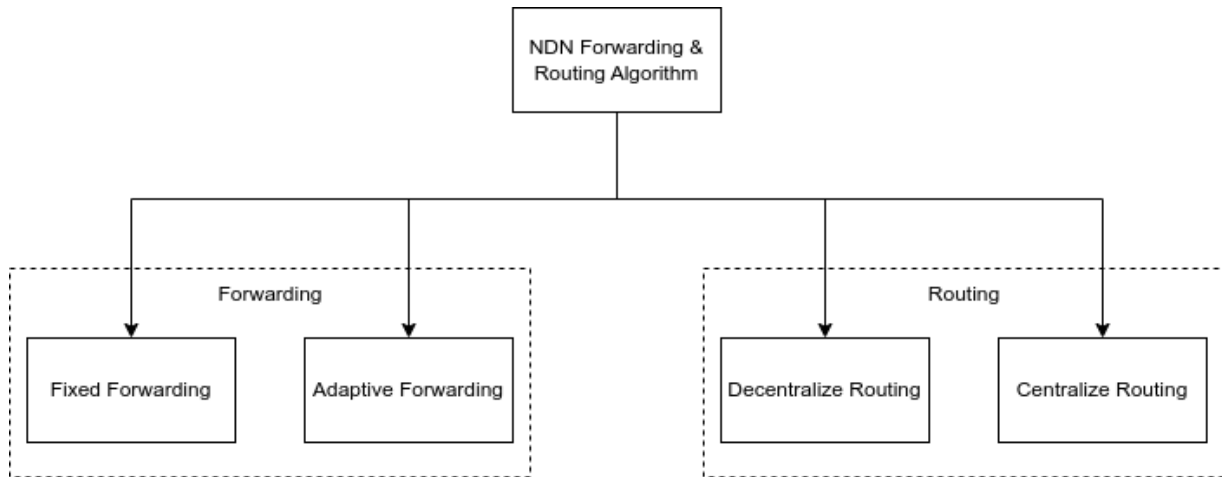 NDN Forwarding &
Routing Algorithm
Forwarding
Routing
Fixed Forwarding
Adaptive Forwarding
Decentralize Routing
Centralize Routing